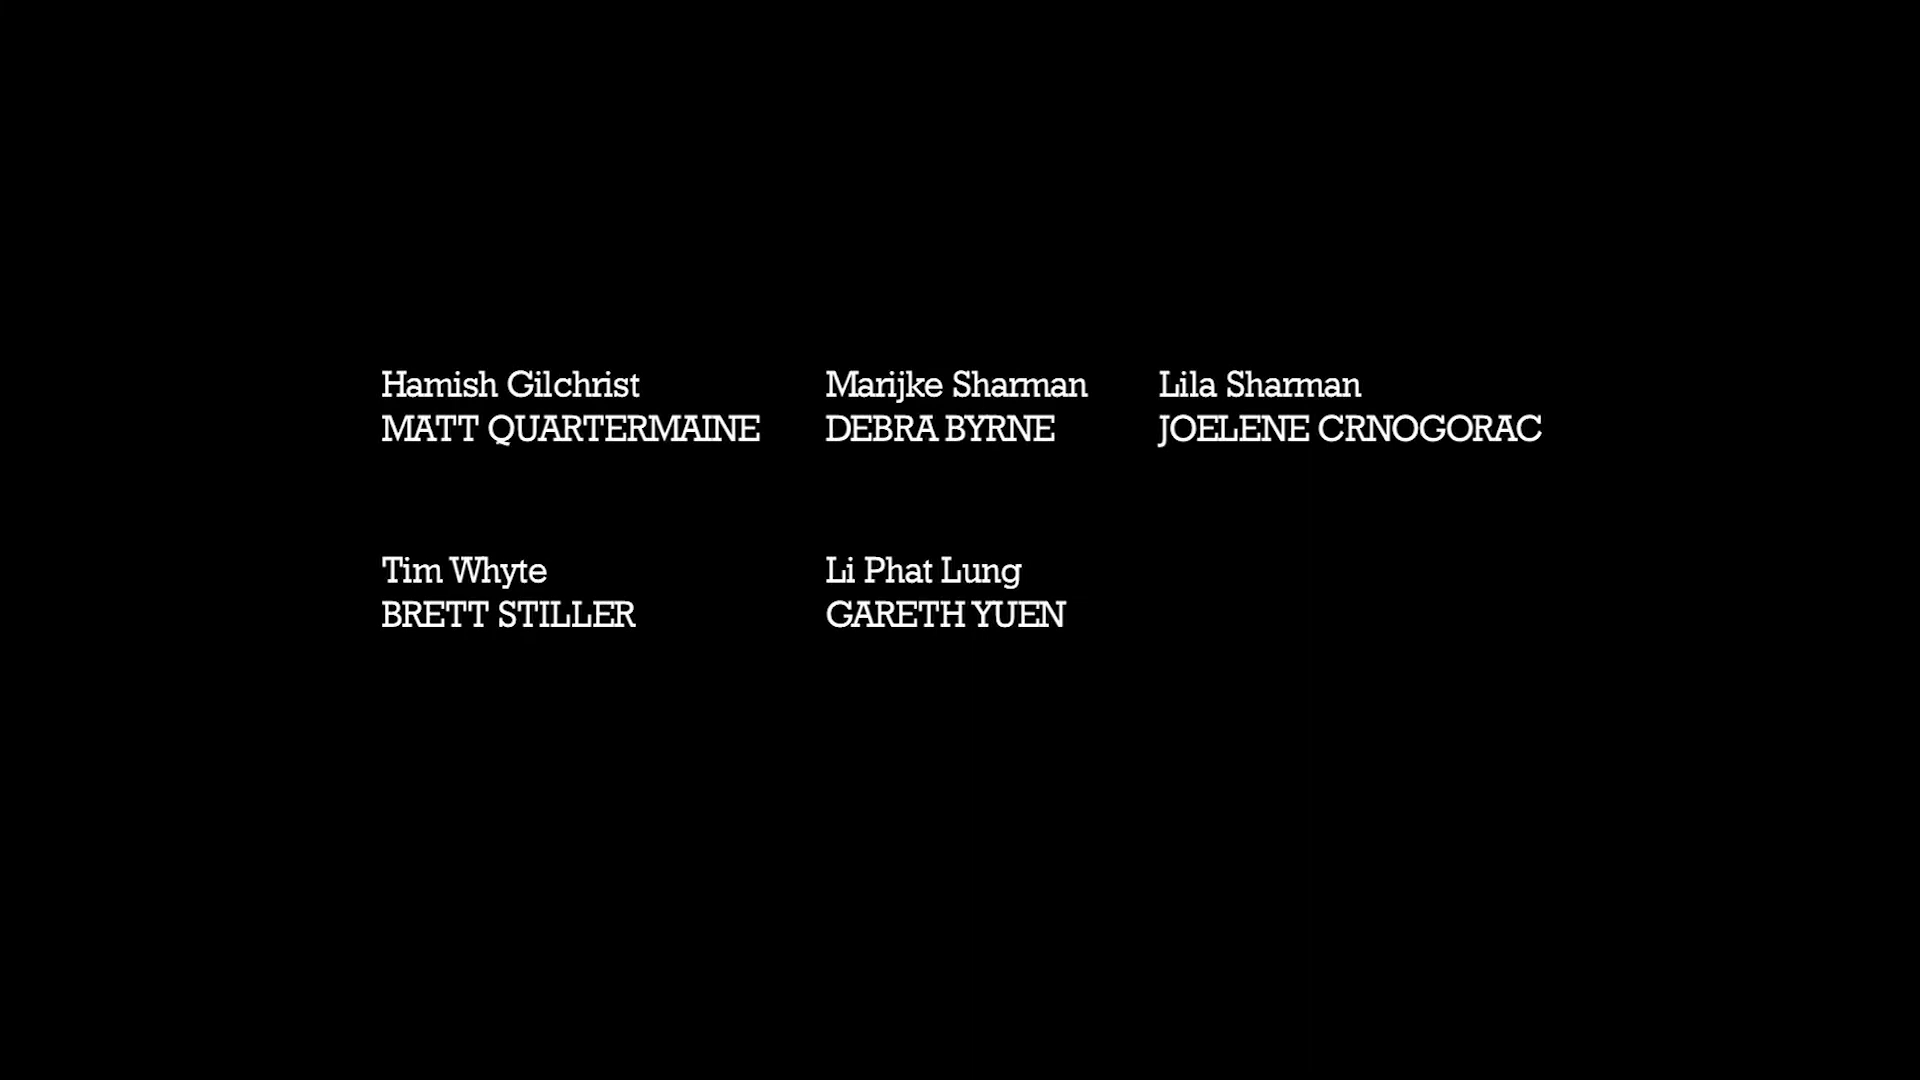 Hamish Gilchrist
MATT QUARTERMAINE
Marijke Sharman
DEBRA BYRNE
Lila Sharman
JOELENE CRNOGORAC
Tim Whyte
BRETT STILLER
Li Phat Lung
GARETH YUEN